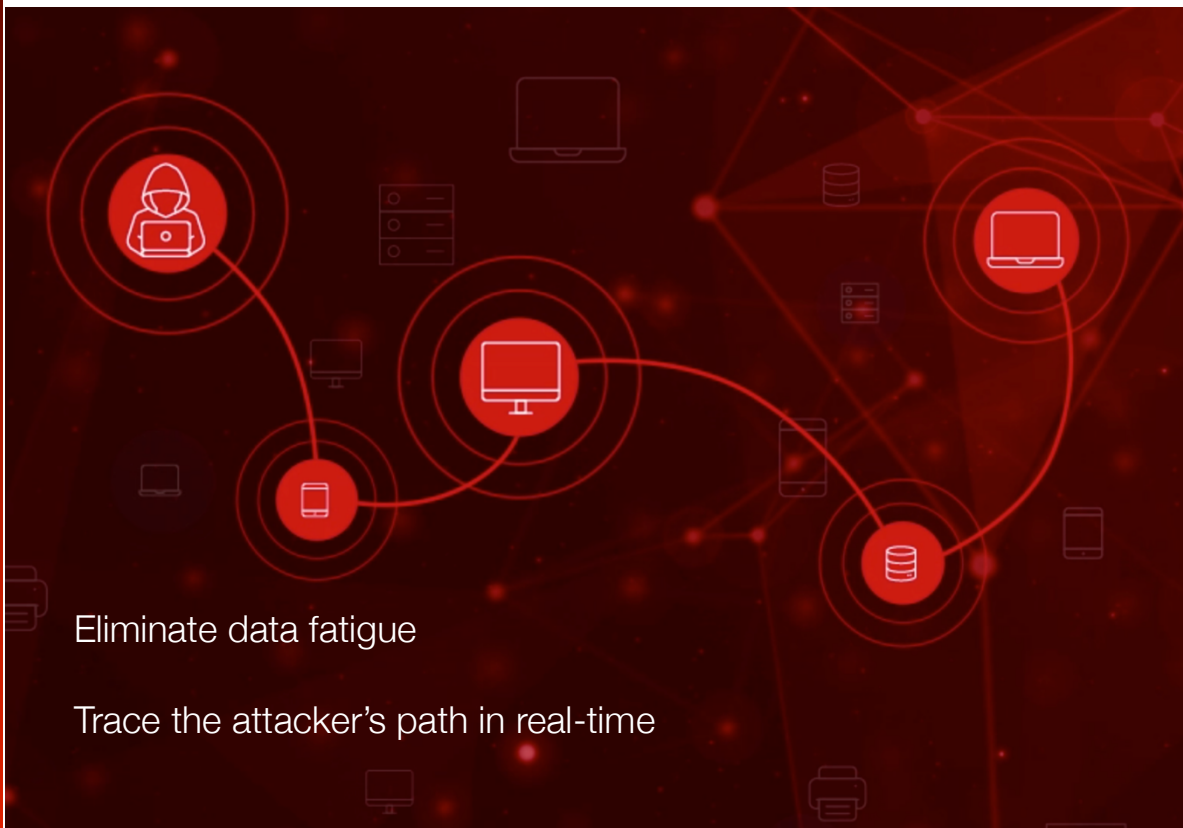 Eliminate data fatigue
Trace the attacker’s path in real-time